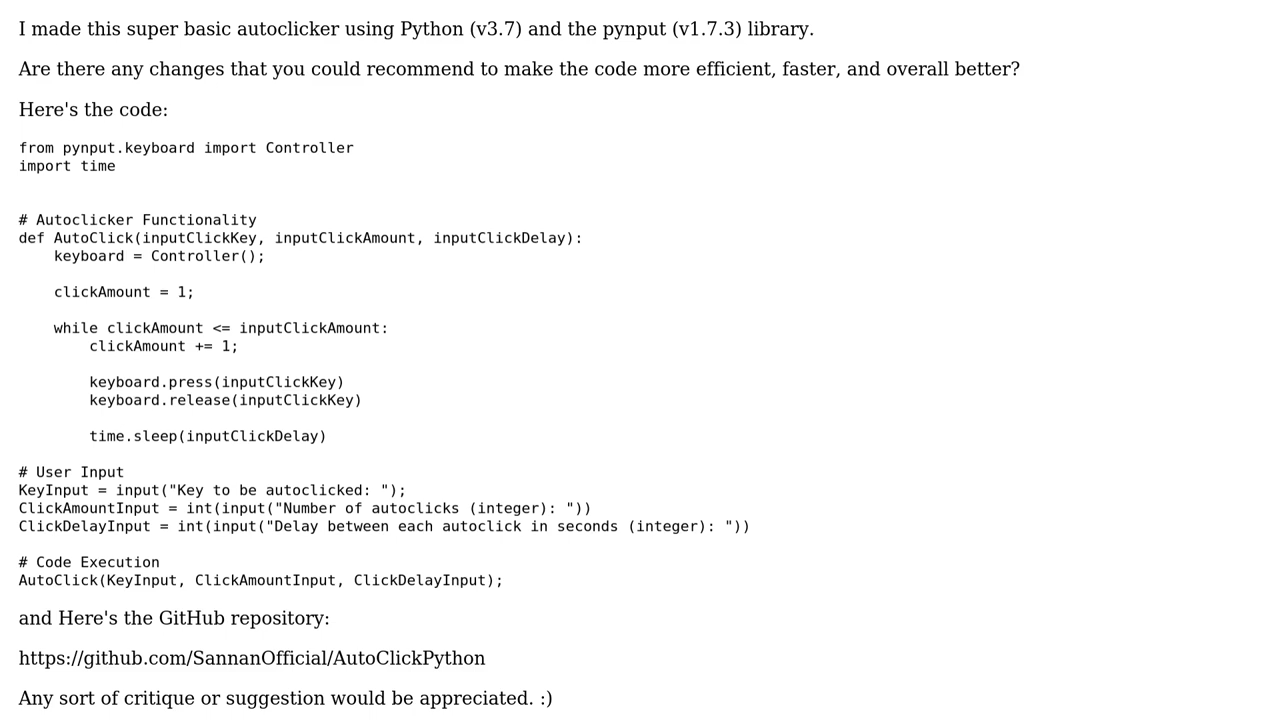 I made this super basic autoclicker using Python (v3.7) and the pynput (v1.7.3) library.
Are there any changes that you could recommend to make the code more efficient, faster, and overall better?
Here's the code:
from pynput.keyboard import Controller
import time
# Autoclicker Functionality
def AutoClick(inputClickKey, inputClickAmount, inputClickDelay):
    keyboard = Controller();
    clickAmount = 1;
    while clickAmount <= inputClickAmount:
        clickAmount += 1;
        keyboard.press(inputClickKey)
        keyboard.release(inputClickKey)
        time.sleep(inputClickDelay)
# User Input
KeyInput = input("Key to be autoclicked: ");
ClickAmountInput = int(input("Number of autoclicks (integer): "))
ClickDelayInput = int(input("Delay between each autoclick in seconds (integer): "))
# Code Execution
AutoClick(KeyInput, ClickAmountInput, ClickDelayInput);
and Here's the GitHub repository:
https://github.com/SannanOfficial/AutoClickPython
Any sort of critique or suggestion would be appreciated. :)